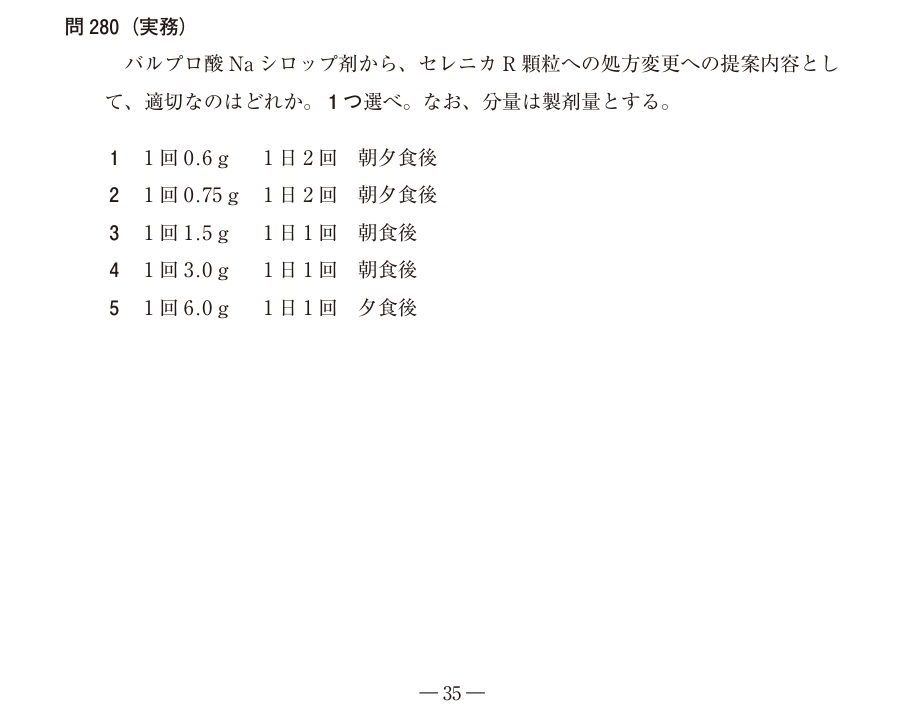 問 280（実務）
バルプロ酸 Na シロップ剤から、セレニカ R 顆粒への処方変更への提案内容とし
て、適切なのはどれか。1つ選べ。なお、分量は製剤量とする。
1 1回 0.6 g 1日2回 朝夕食後
2 1回 0.75 g 1日2回 朝夕食後
3 1回 1.5 g 1日1回 朝食後
4 1回 3.0 g 1日1回 朝食後
5 1回 6.0 g 1日1回 夕食後
― 35 ―